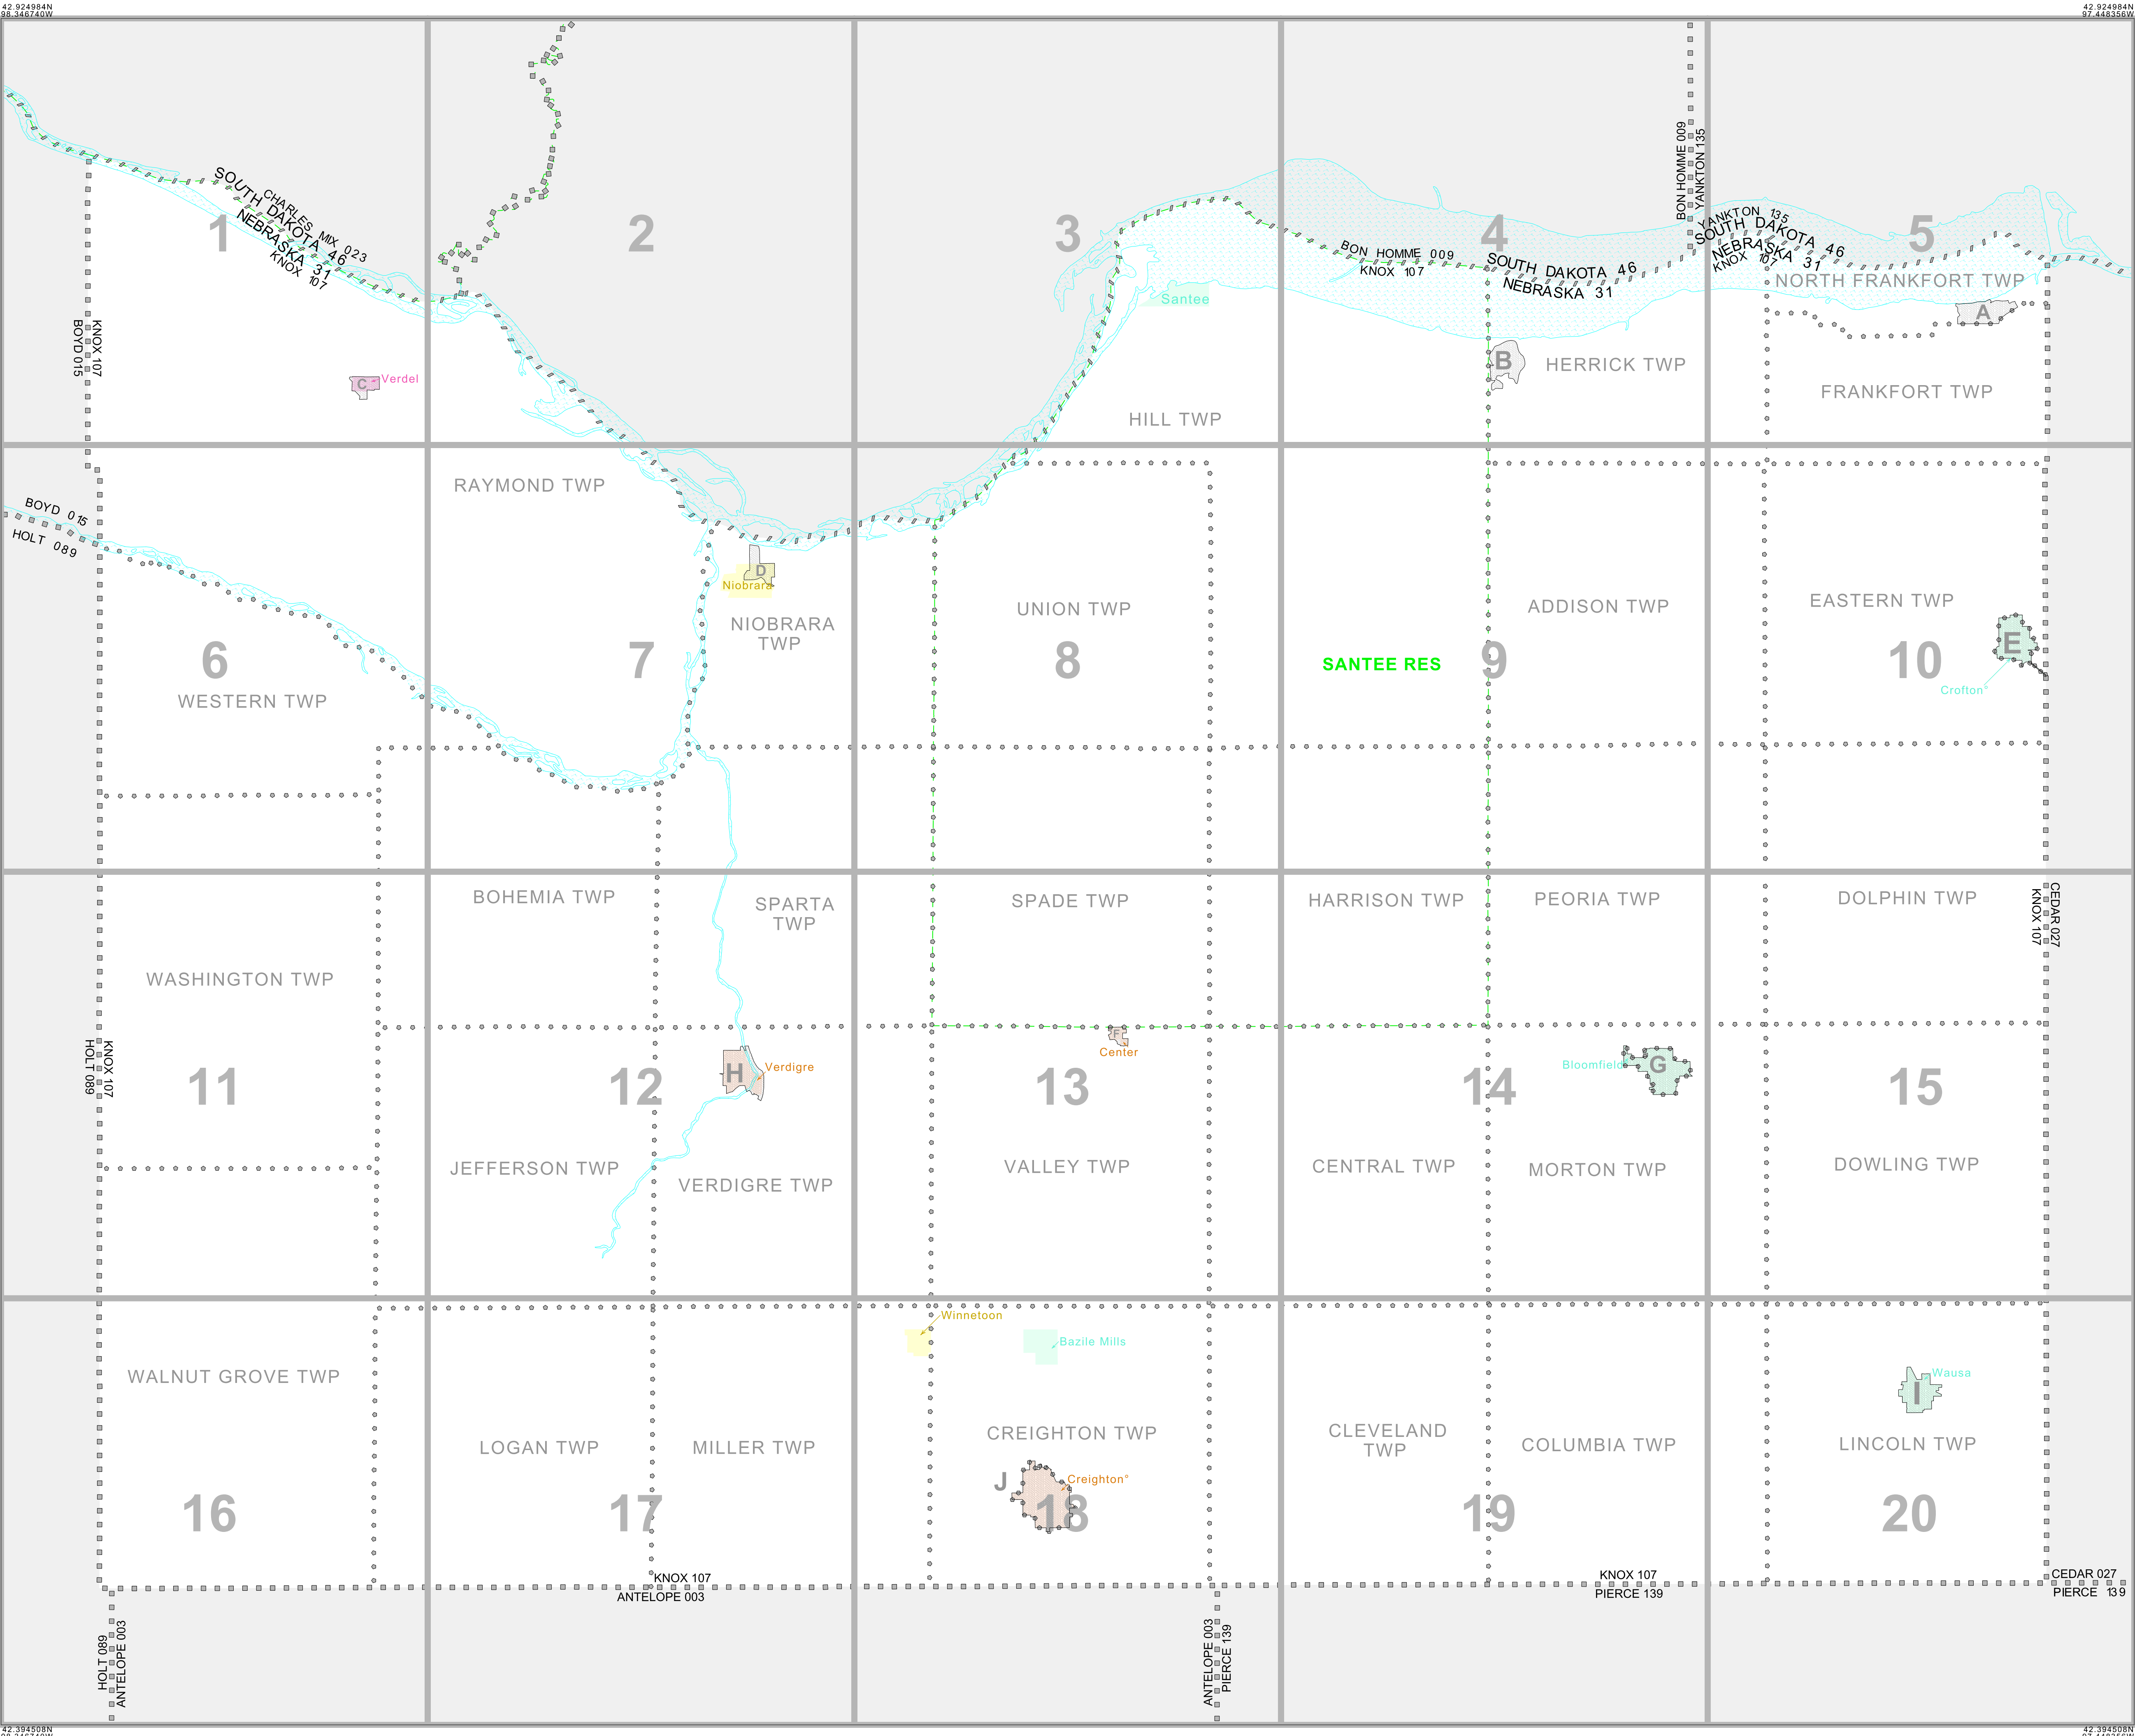 42.924984N
98.346740W
42.924984N
97.448356W
BON HOMME 009
YANKTON 135
SOUTH DAKOTA 46
CHARLES MIX 023
NEBRASKA 31
KNOX 107
1
2
3
4
5
BON HOMME 009
KNOX 107
SOUTH DAKOTA 46
NEBRASKA 31
YANKTON 135
SOUTH DAKOTA 46
NEBRASKA 31
KNOX 107
NORTH FRANKFORT TWP
Santee
A
KNOX 107
BOYD 015
C
Verdel
B
HERRICK TWP
FRANKFORT TWP
HILL TWP
RAYMOND TWP
BOYD 015
HOLT 089
D
Niobrara
NIOBRARA
TWP
UNION TWP
ADDISON TWP
EASTERN TWP
E
6
7
8
SANTEE RES
9
10
Crofton°
WESTERN TWP
BOHEMIA TWP
SPARTA
TWP
SPADE TWP
HARRISON TWP
PEORIA TWP
DOLPHIN TWP
CEDAR 027
KNOX 107
WASHINGTON TWP
F
Center
KNOX 107
HOLT 089
H
Verdigre
Bloomfield
G
11
12
13
14
15
JEFFERSON TWP
VERDIGRE TWP
VALLEY TWP
CENTRAL TWP
MORTON TWP
DOWLING TWP
Winnetoon
Bazile Mills
WALNUT GROVE TWP
Wausa
I
LOGAN TWP
MILLER TWP
CREIGHTON TWP
CLEVELAND
TWP
COLUMBIA TWP
LINCOLN TWP
J
Creighton°
16
17
18
19
20
KNOX 107
ANTELOPE 003
KNOX 107
PIERCE 139
CEDAR 027
PIERCE 139
HOLT 089
ANTELOPE 003
ANTELOPE 003
PIERCE 139
42.394508N
98.346740W
42.394508N
97.448356W